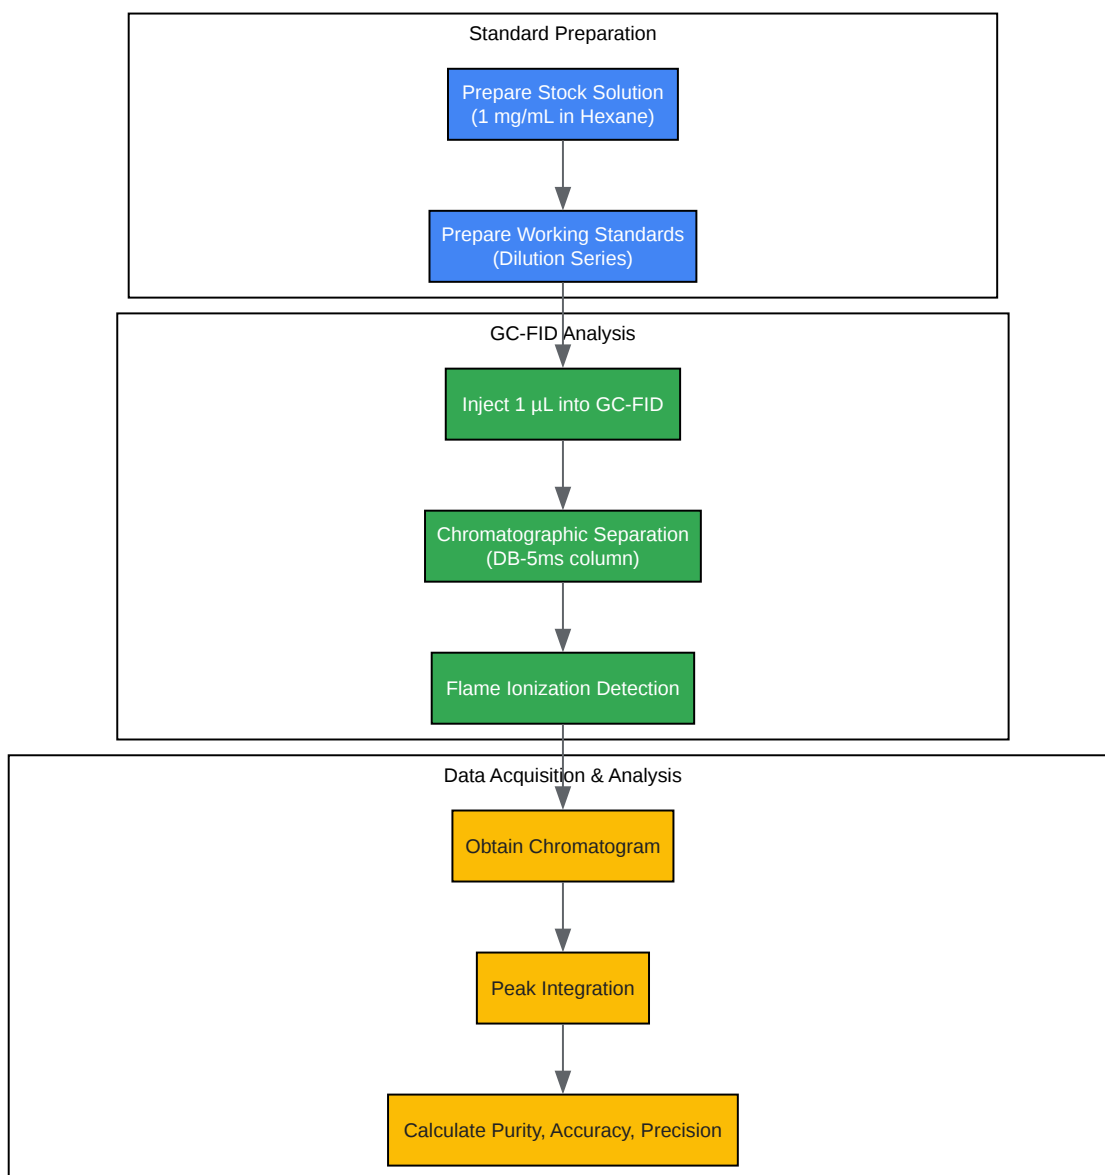 Standard Preparation
Prepare Stock Solution
(1 mg/mL in Hexane)
Prepare Working Standards
(Dilution Series)
GC-FID Analysis
Inject 1 µL into GC-FID
Chromatographic Separation
(DB-5ms column)
Flame Ionization Detection
Data Acquisition & Analysis
Obtain Chromatogram
Peak Integration
Calculate Purity, Accuracy, Precision